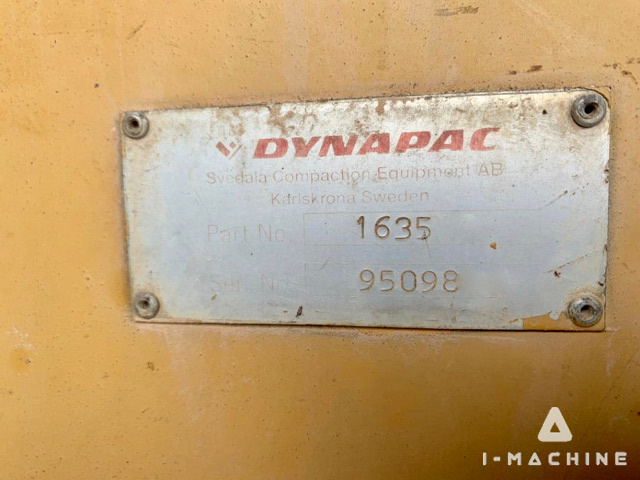 DYNAPAC
Svedala Compaction Equipment AB
Karlskrona Sweden
Part No. 1635
Ser. No. 95098
I-MACHINE